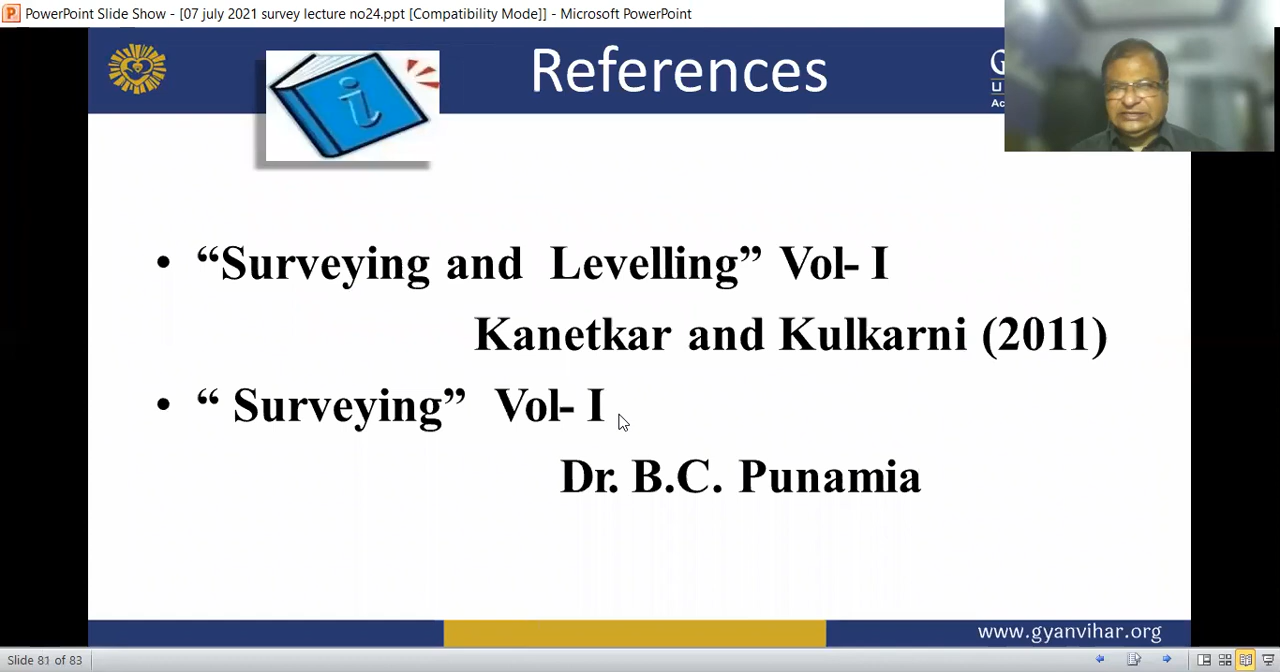 PowerPoint Slide Show - [07 july 2021 survey lecture no24.ppt [Compatibility Mode]] - Microsoft PowerPoint
References
“Surveying and Levelling” Vol- I
Kanetkar and Kulkarni (2011)
“ Surveying” Vol- I
Dr. B.C. Punamia
www.gyanvihar.org
Slide 81 of 83